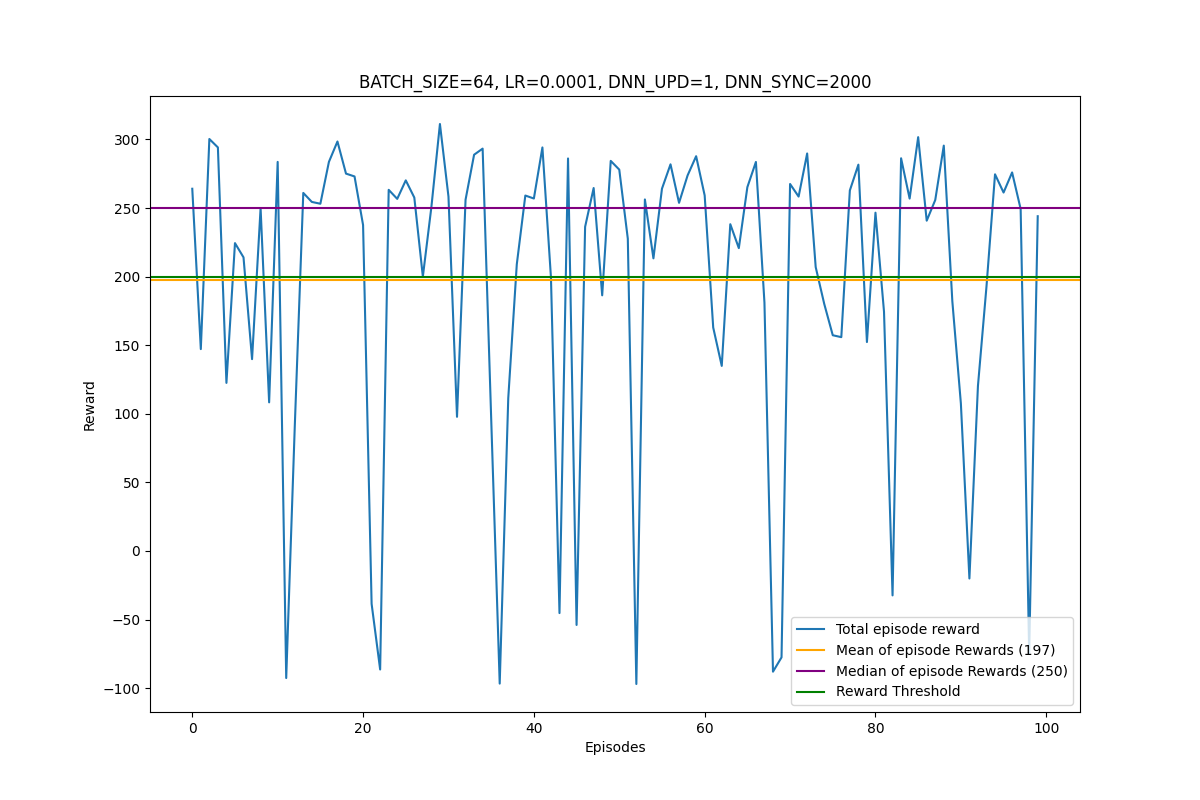 BATCH_SIZE=64, LR=0.0001, DNN_UPD=1, DNN_SYNC=2000
300
250
200
150
100
50
0
−50
−100
Reward
0 20 40 60 80 100
Episodes
Total episode reward
Mean of episode Rewards (197)
Median of episode Rewards (250)
Reward Threshold